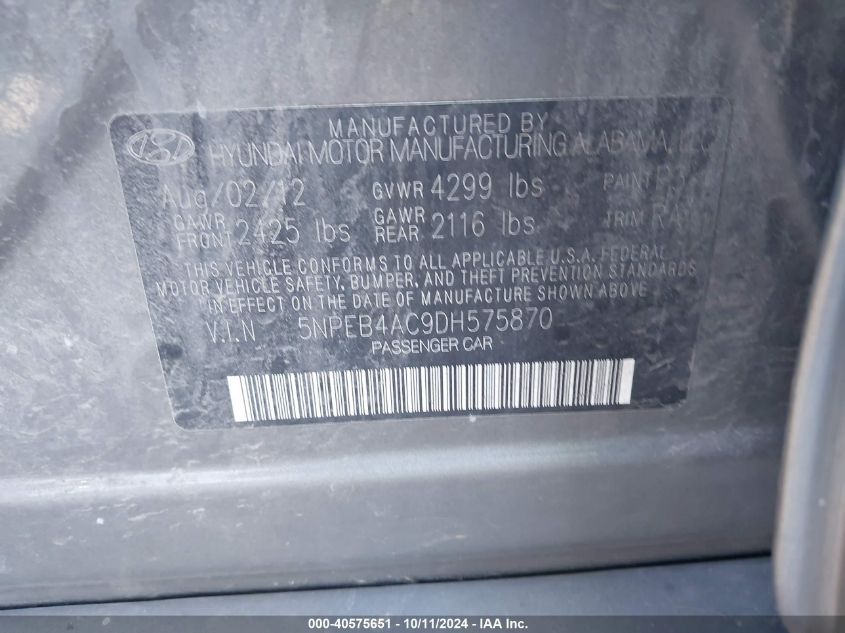 MANUFACTURED BY
HYUNDAI MOTOR MANUFACTURING ALABAMA, LLC
Aug/02/12 GVWR 4299 lbs PAINT
GAWR FRONT 2425 lbs GAWR REAR 2116 lbs TRIM
THIS VEHICLE CONFORMS TO ALL APPLICABLE U.S.A. FEDERAL
MOTOR VEHICLE SAFETY, BUMPER, AND THEFT PREVENTION STANDARDS
IN EFFECT ON THE DATE OF MANUFACTURE SHOWN ABOVE.
V.I.N 5NPEB4AC9DH575870
PASSENGER CAR
000-40575651 - 10/11/2024 - IAA Inc.